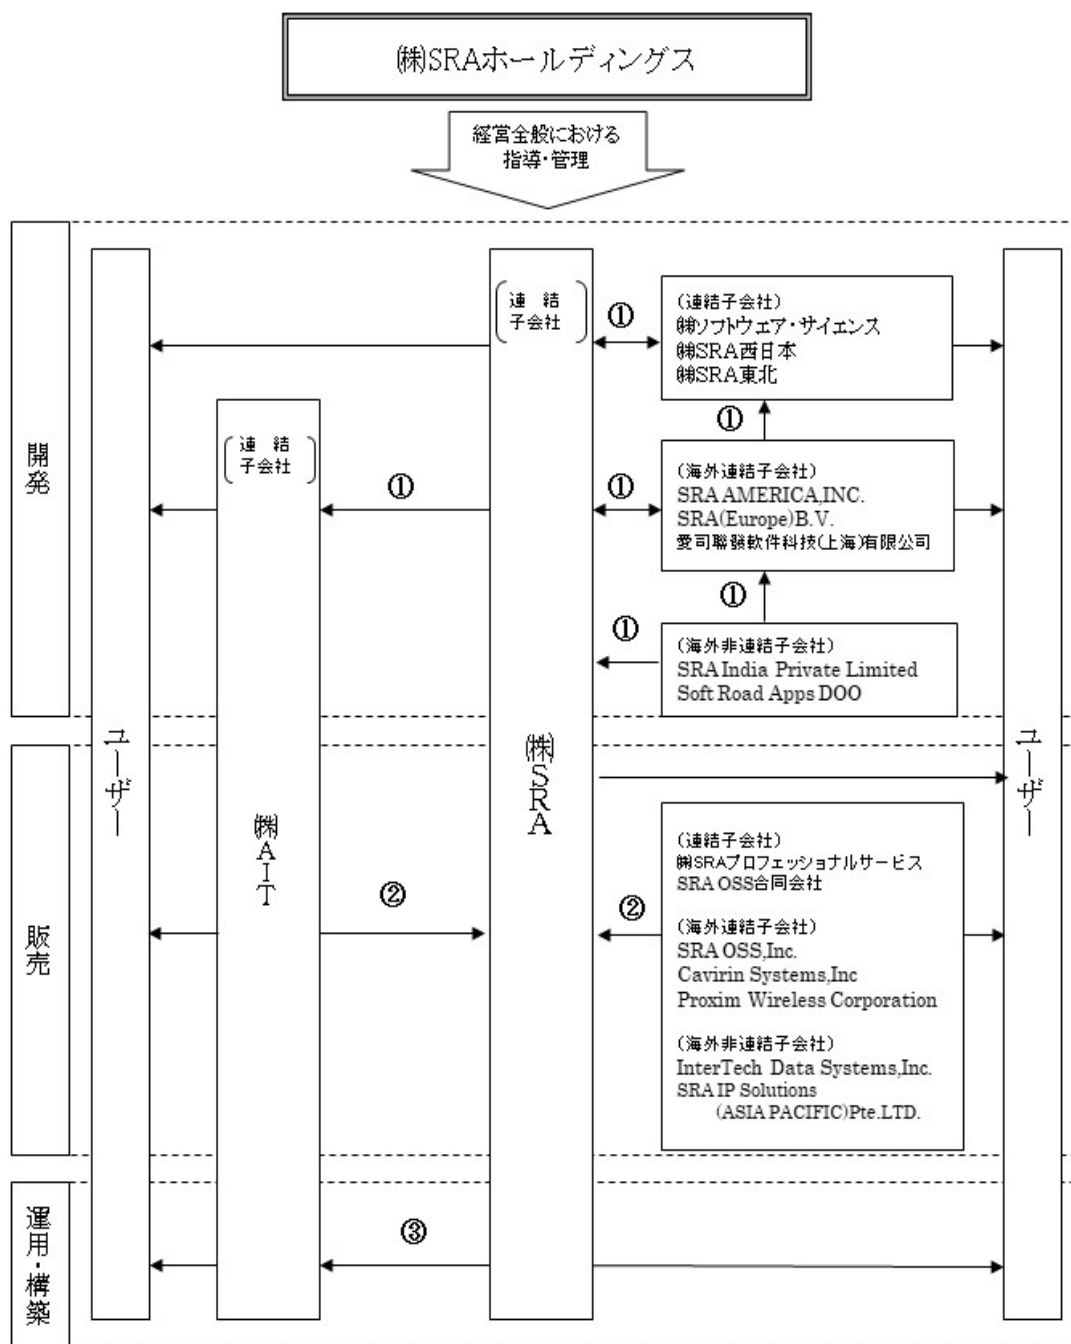 ㈱SRAホールディングス
経営全般における
指導・管理
開発
連　結
子会社
①
（連結子会社）
㈱ソフトウェア・サイエンス
㈱SRA西日本
㈱SRA東北
①
連　結
子会社
①
①
（海外連結子会社）
SRA AMERICA,INC.
SRA(Europe)B.V.
愛司聯發軟件科技(上海)有限公司
①
①
（海外非連結子会社）
SRA India Private Limited
Soft Road Apps DOO
ユーザー
㈱AIT
㈱SRA
ユーザー
販売
②
②
（連結子会社）
㈱SRAプロフェッショナルサービス
SRA OSS合同会社
（海外連結子会社）
SRA OSS,Inc.
Cavirin Systems,Inc
Proxim Wireless Corporation
（海外非連結子会社）
InterTech Data Systems,Inc.
SRA IP Solutions
(ASIA PACIFIC)Pte.LTD.
運用・構築
③